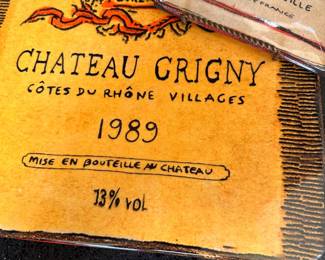 CHATEAU GRIGNY
CÔTES DU RHÔNE VILLAGES
1989
MISE EN BOUTEILLE AU CHATEAU
13% VOL